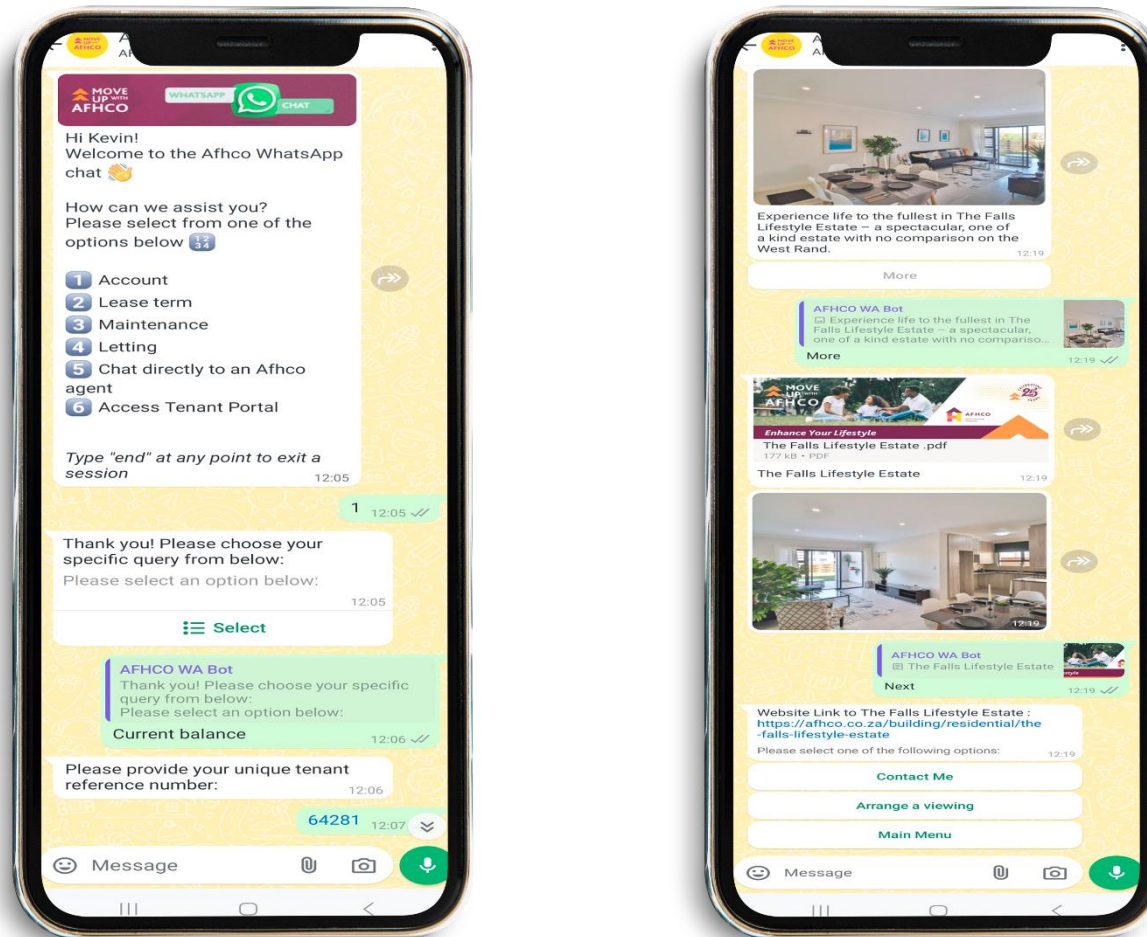 MOVE
UP WITH
AFHCO
WHATSAPP
CHAT
Hi Kevin!
Welcome to the Afhco WhatsApp
chat 👋
How can we assist you?
Please select from one of the
options below 🔢
1 Account
2 Lease term
3 Maintenance
4 Letting
5 Chat directly to an Afhco
agent
6 Access Tenant Portal
Type "end" at any point to exit a
session
12:05
1 12:05
Thank you! Please choose your
specific query from below:
Please select an option below:
12:05
Select
AFHCO WA Bot
Thank you! Please choose your specific
query from below:
Please select an option below:
Current balance
12:06
Please provide your unique tenant
reference number:
12:06
64281 12:07
Message
Experience life to the fullest in The Falls
Lifestyle Estate – a spectacular, one of
a kind estate with no comparison on the
West Rand.
12:19
More
AFHCO WA Bot
Experience life to the fullest in The
Falls Lifestyle Estate – a spectacular,
one of a kind estate with no compariso...
More
12:19
MOVE
UP WITH
AFHCO
25
AFHCO
Enhance Your Lifestyle
The Falls Lifestyle Estate .pdf
177 kB • PDF
The Falls Lifestyle Estate
12:19
12:19
AFHCO WA Bot
The Falls Lifestyle Estate
Next
12:19
Website Link to The Falls Lifestyle Estate :
https://afhco.co.za/building/residential/the
-falls-lifestyle-estate
Please select one of the following options:
12:19
Contact Me
Arrange a viewing
Main Menu
Message